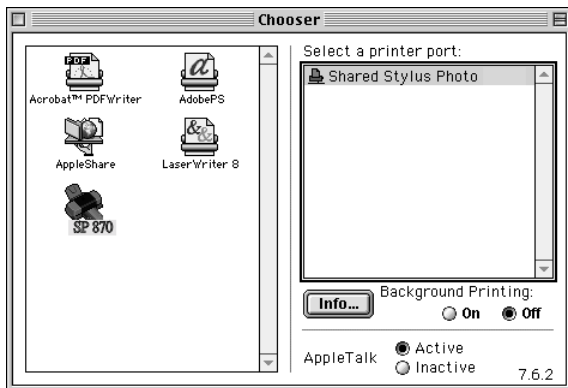 Chooser
PDF
Acrobat™ PDFWriter
a
AdobePS
AppleShare
&&
LaserWriter 8
SP 870
Select a printer port:
Shared Stylus Photo
Info...
Background Printing:
On Off
AppleTalk
Active
Inactive
7.6.2